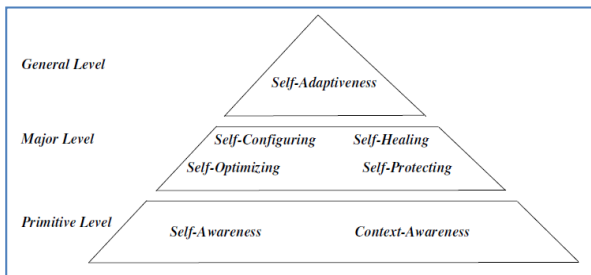 General Level
Self-Adaptiveness
Major Level
Self-Configuring Self-Healing
Self-Optimizing Self-Protecting
Primitive Level
Self-Awareness Context-Awareness